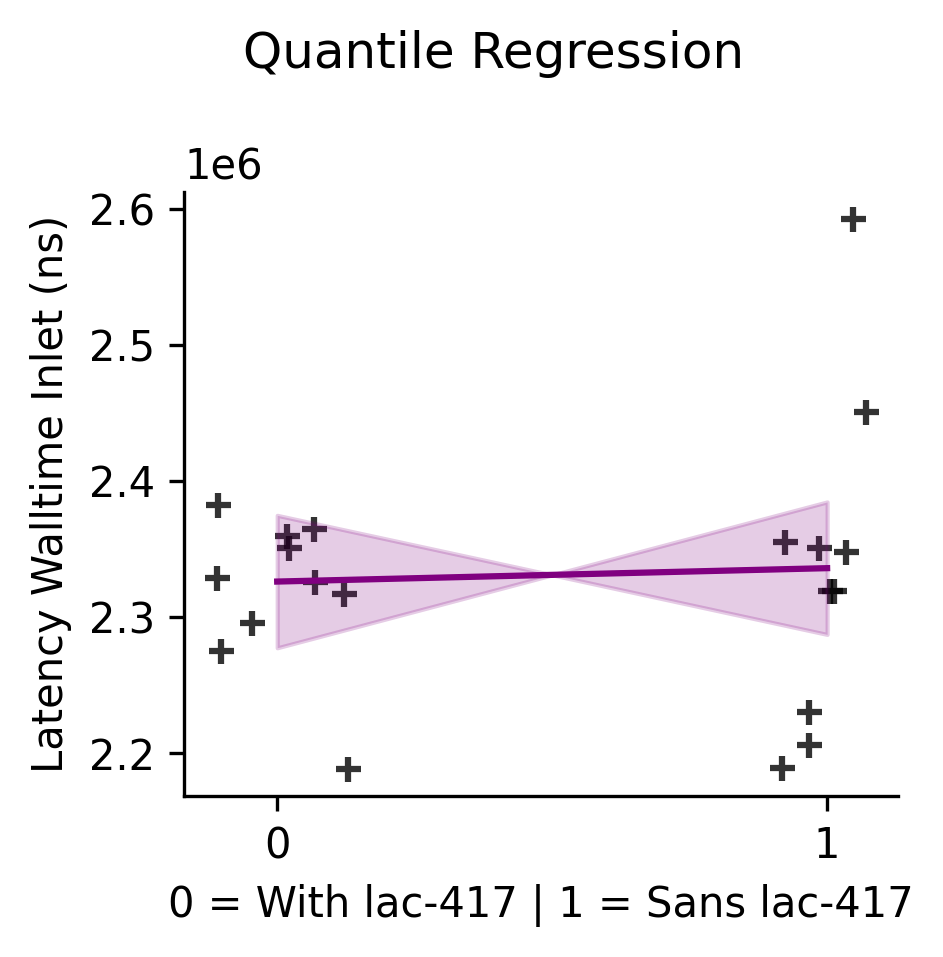 Quantile Regression
1e6
2.6
2.5
2.4
2.3
2.2
Latency Walltime Inlet (ns)
0
1
0 = With lac-417 | 1 = Sans lac-417